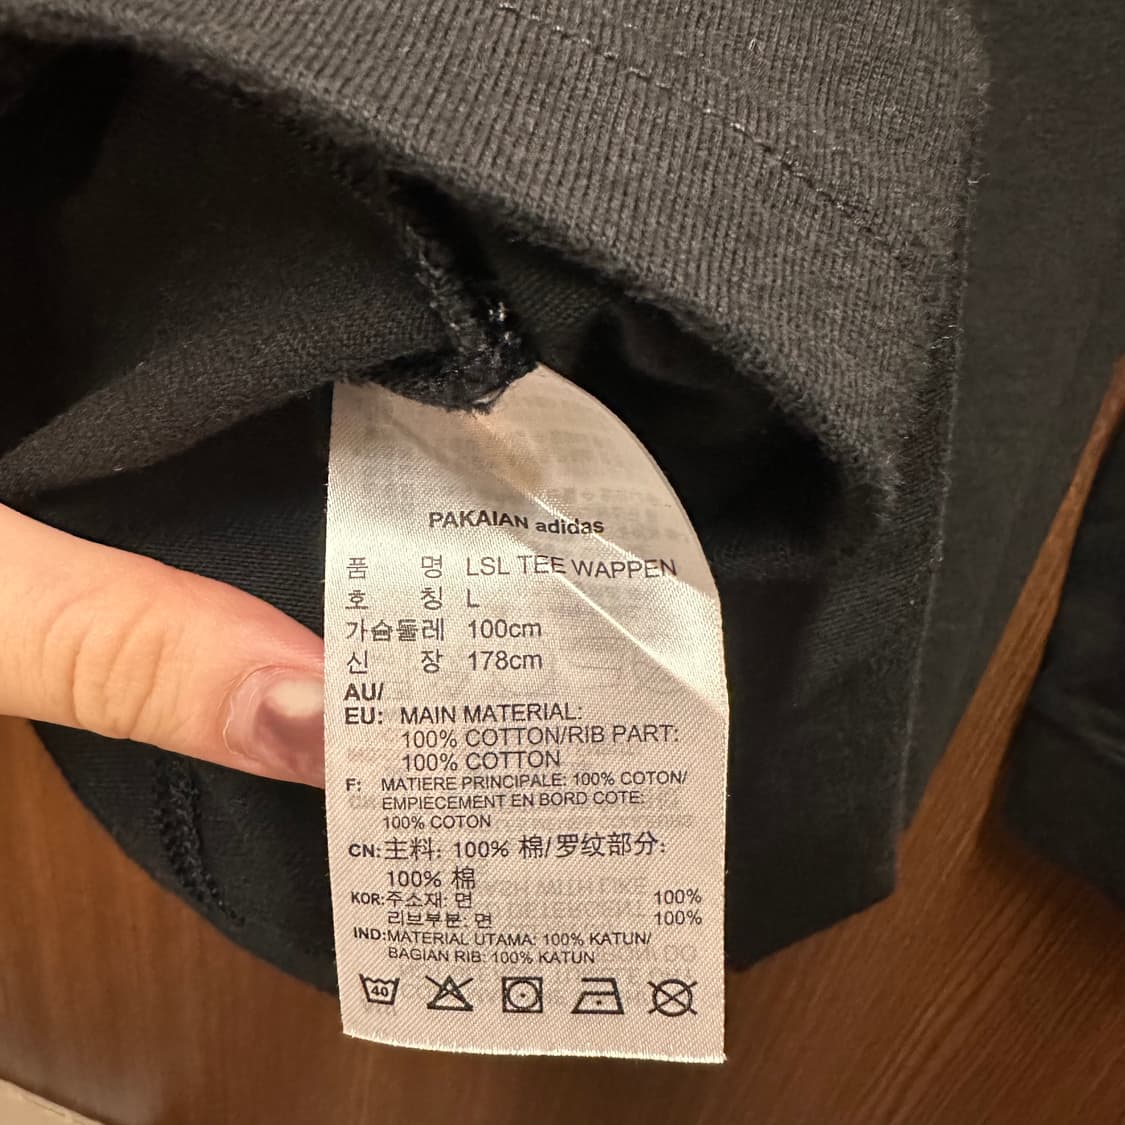 PAKAIAN adidas
품 명 LSL TEE WAPPEN
호 칭 L
가슴둘레 100cm
신 장 178cm
AU/
EU: MAIN MATERIAL:
100% COTTON/RIB PART:
100% COTTON
F: MATIERE PRINCIPALE: 100% COTON/
EMPIECEMENT EN BORD COTE:
100% COTON
CN: 主料: 100% 棉/罗纹部分:
100% 棉
KOR: 주소재: 면 100%
리브부분: 면 100%
IND: MATERIAL UTAMA: 100% KATUN/
BAGIAN RIB: 100% KATUN
40